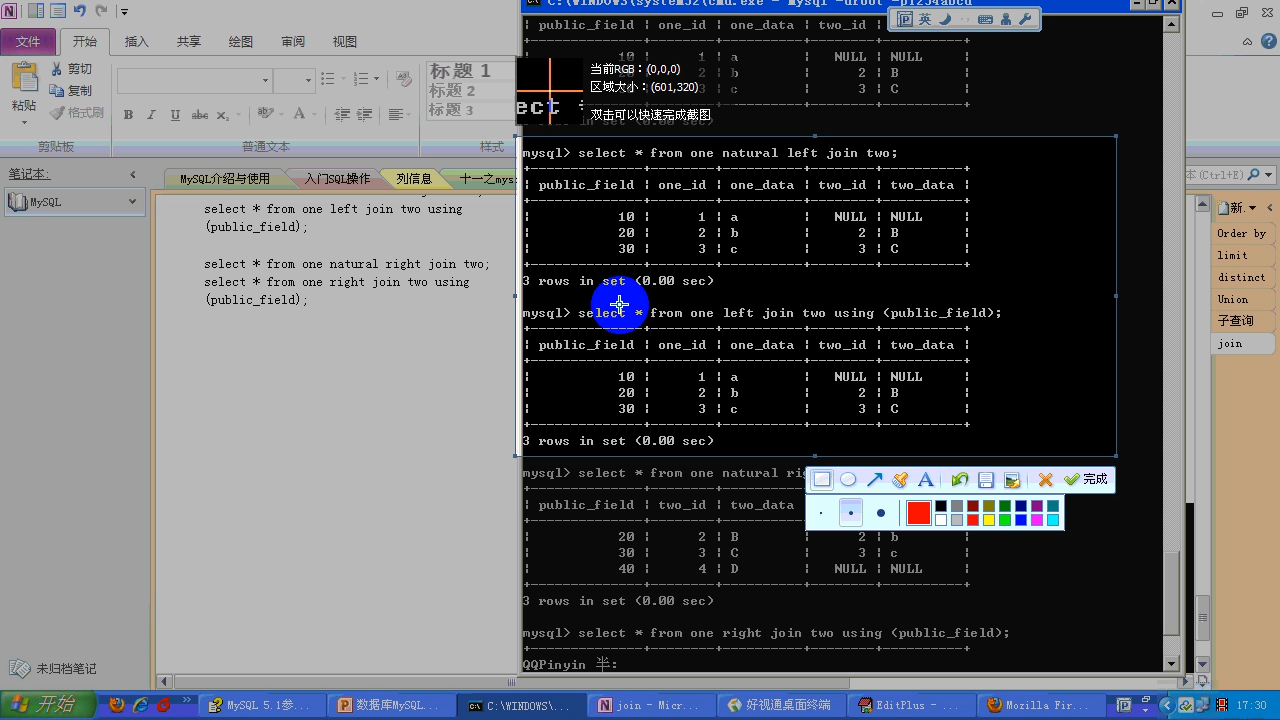 C:\WINDOWS\system32\cmd.exe - mysql -uroot -p1234abcd
英
文件 开始 插入 共享 绘图 审阅 视图
粘贴 剪切
复制
格式刷
标题 1
标题 2
标题 3
剪贴板 普通文本 样式
当前RGB：(0,0,0)
区域大小：(601,320)
双击可以快速完成截图
ect
笔记本:
MySQL
MySQL介绍与使用 入门SQL操作 列信息 十一之mys
本 (Ctrl+E)
select * from one left join two using
(public_field);
select * from one natural right join two;
select * from one right join two using
(public_field);
| public_field | one_id | one_data | two_id
| 10 | 1 | a | NULL | NULL |
2 | b | 2 | B |
3 | c | 3 | C |
mysql> select * from one natural left join two;
+--------------+--------+----------+--------+----------+
| public_field | one_id | one_data | two_id | two_data |
+--------------+--------+----------+--------+----------+
| 10 | 1 | a | NULL | NULL |
| 20 | 2 | b | 2 | B |
| 30 | 3 | c | 3 | C |
+--------------+--------+----------+--------+----------+
3 rows in set (0.00 sec)
mysql> select * from one left join two using (public_field);
+--------------+--------+----------+--------+----------+
| public_field | one_id | one_data | two_id | two_data |
+--------------+--------+----------+--------+----------+
| 10 | 1 | a | NULL | NULL |
| 20 | 2 | b | 2 | B |
| 30 | 3 | c | 3 | C |
+--------------+--------+----------+--------+----------+
3 rows in set (0.00 sec)
mysql> select * from one natural ri
完成
| public_field | two_id | two_data
| 20 | 2 | B | 2 | b |
| 30 | 3 | C | 3 | c |
| 40 | 4 | D | NULL | NULL |
+--------------+--------+----------+--------+----------+
3 rows in set (0.00 sec)
mysql> select * from one right join two using (public_field);
+--------------+--------+----------+--------+----------+
QQPinyin 半:
新.
Order by
limit
distinct
Union
子查询
join
未归档笔记
开始
MySQL 5.1参...
数据库MySQL...
C:\WINDOWS\...
join - Micr...
好视通桌面终端
EditPlus - ...
Mozilla Fir...
17:30